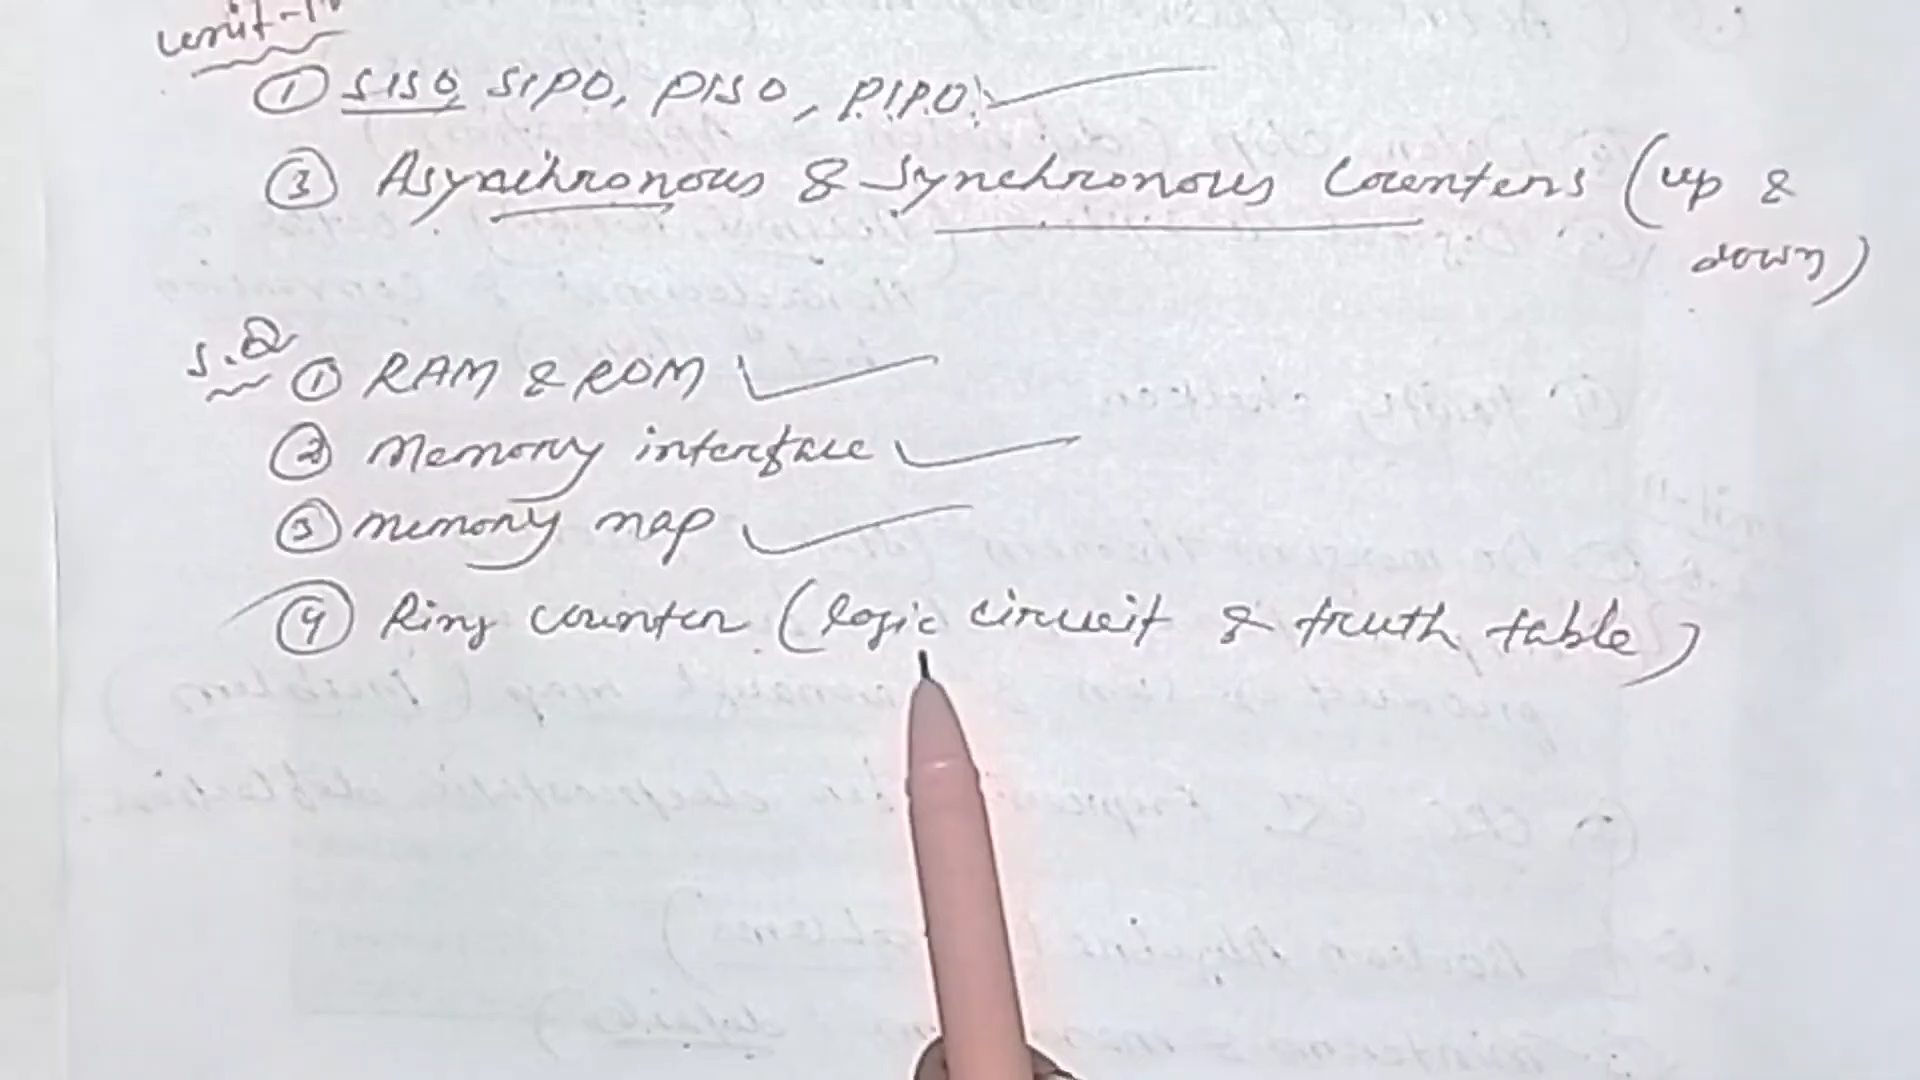 unit-IV
① SISO, SIPO, PISO, P.I.P.O.
③ Asynchronous & Synchronous Counters (up &
down)
S.Q
① RAM & ROM
② Memory interface
③ memory map
④ Ring counter (logic circuit & truth table)